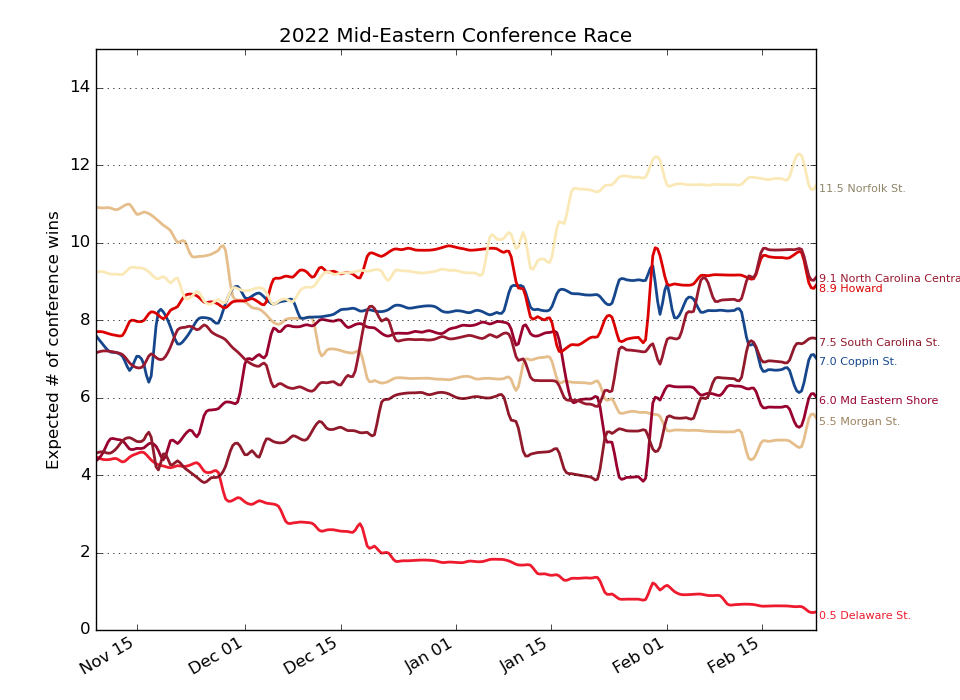 2022 Mid-Eastern Conference Race
Expected # of conference wins
14
12
10
8
6
4
2
0
Nov 15
Dec 01
Dec 15
Jan 01
Jan 15
Feb 01
Feb 15
11.5 Norfolk St.
9.1 North Carolina Centra
8.9 Howard
7.5 South Carolina St.
7.0 Coppin St.
6.0 Md Eastern Shore
5.5 Morgan St.
0.5 Delaware St.